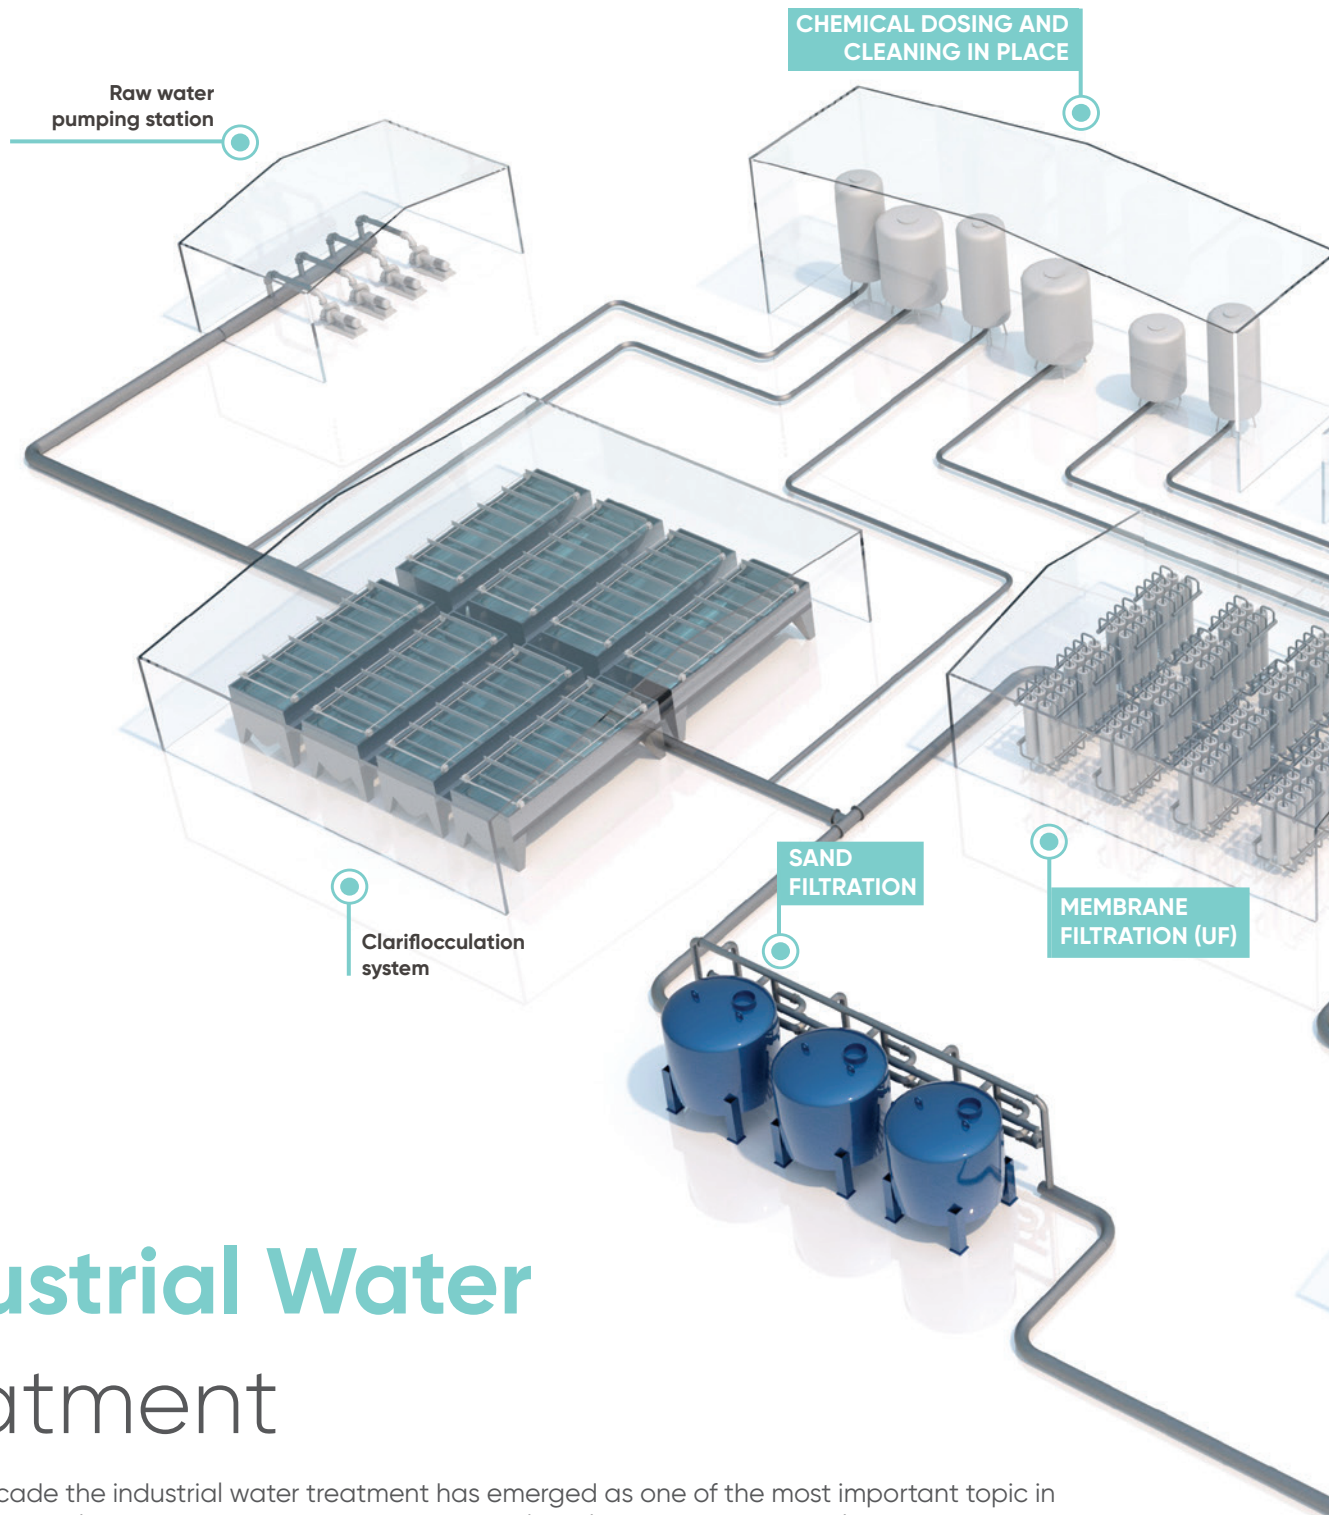 CHEMICAL DOSING AND
CLEANING IN PLACE
Raw water
pumping station
SAND
FILTRATION
MEMBRANE
FILTRATION (UF)
Clariflocculation
system
ustrial Water
atment
cade the industrial water treatment has emerged as one of the most important topic in